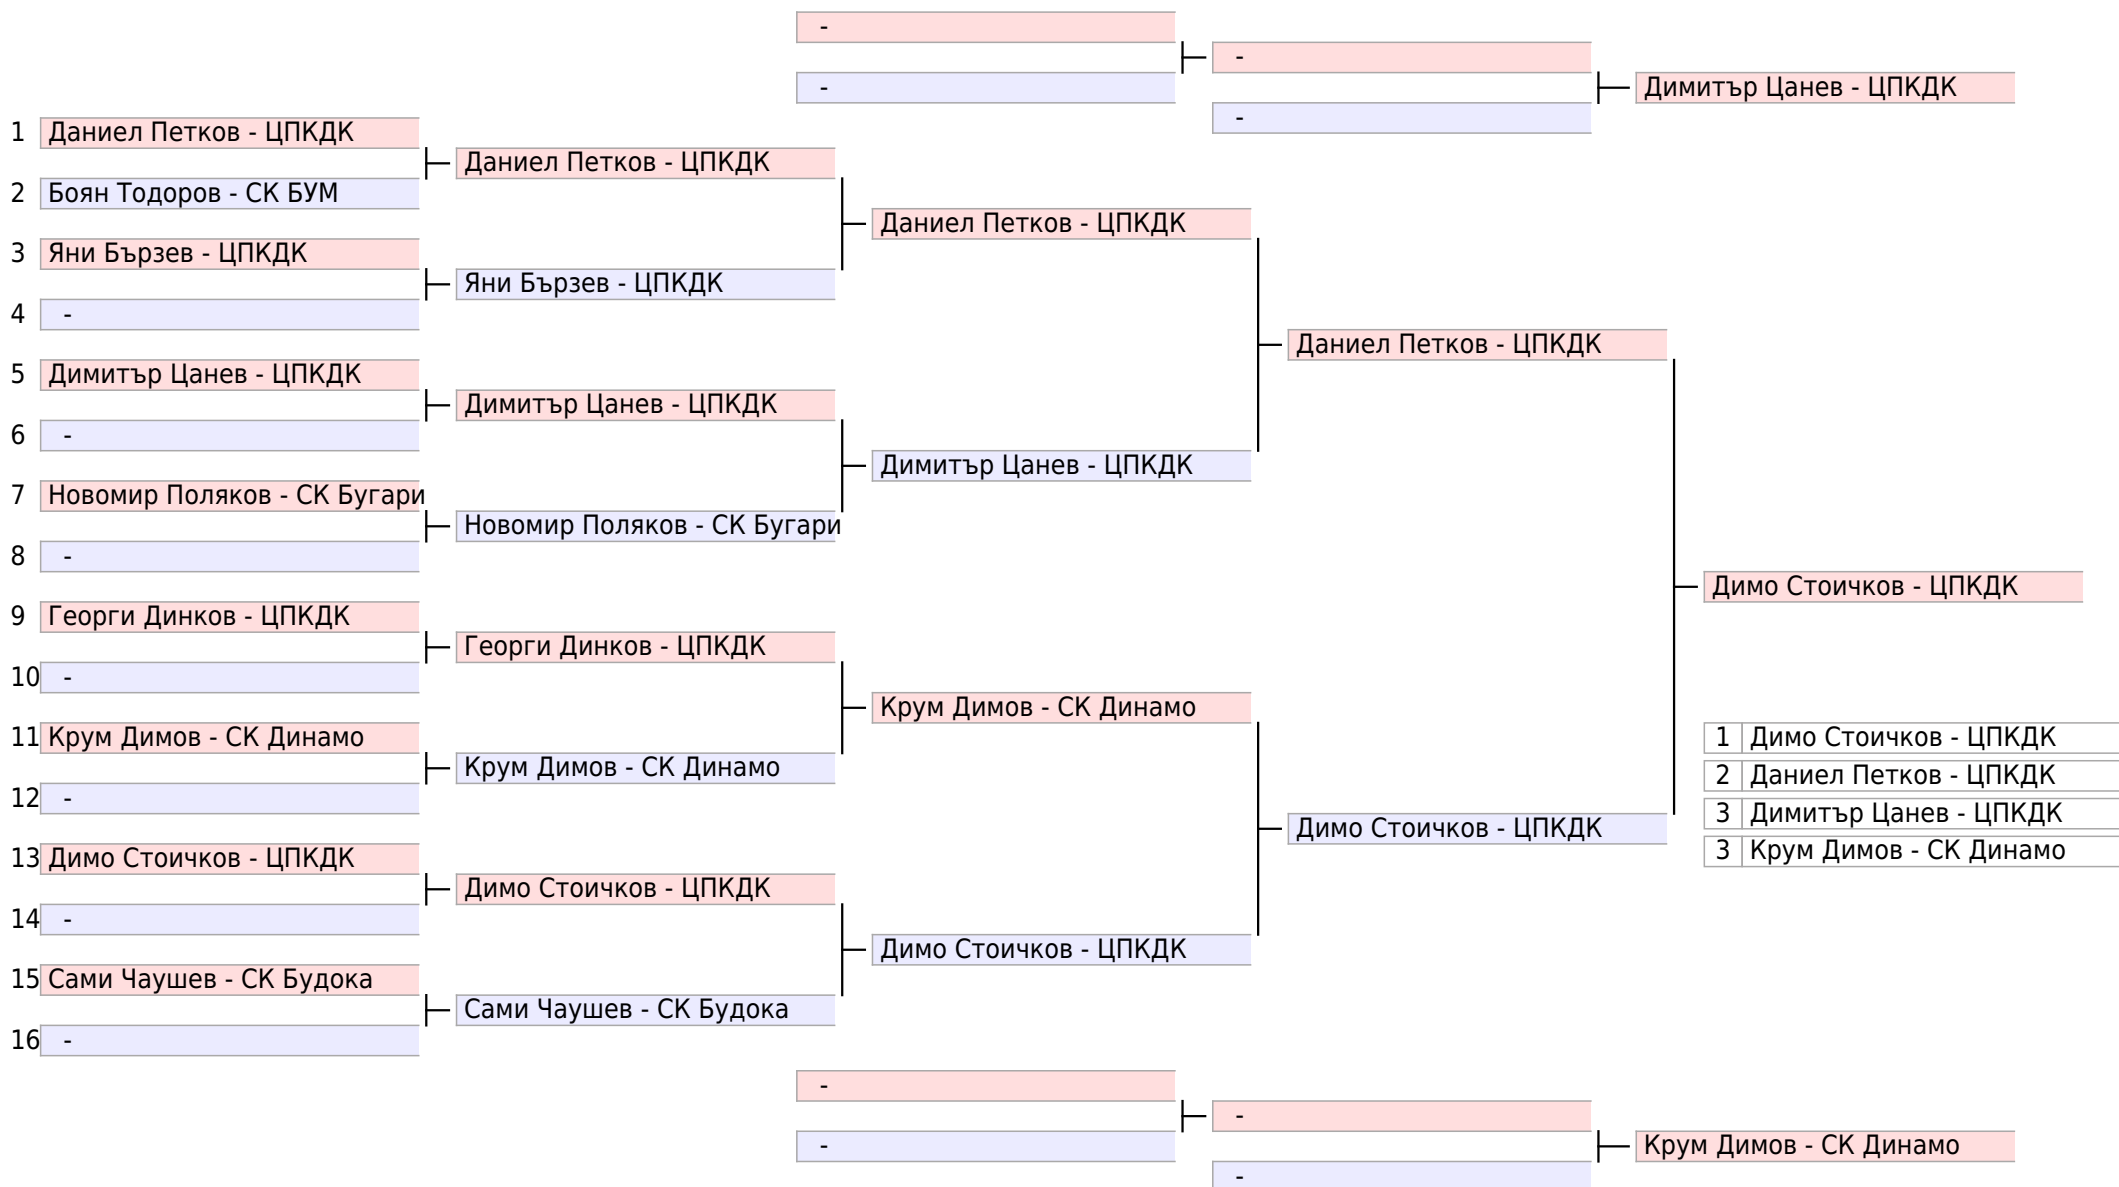 -
-
-
-
Димитър Цанев - ЦПКДК
1 Даниел Петков - ЦПКДК
2 Боян Тодоров - СК БУМ
3 Яни Бързев - ЦПКДК
4 -
5 Димитър Цанев - ЦПКДК
6 -
7 Новомир Поляков - СК Бугари
8 -
9 Георги Динков - ЦПКДК
10 -
11 Крум Димов - СК Динамо
12 -
13 Димо Стоичков - ЦПКДК
14 -
15 Сами Чаушев - СК Будока
16 -
Даниел Петков - ЦПКДК
Яни Бързев - ЦПКДК
Димитър Цанев - ЦПКДК
Новомир Поляков - СК Бугари
Георги Динков - ЦПКДК
Крум Димов - СК Динамо
Димо Стоичков - ЦПКДК
Сами Чаушев - СК Будока
Даниел Петков - ЦПКДК
Димитър Цанев - ЦПКДК
Крум Димов - СК Динамо
Димо Стоичков - ЦПКДК
Даниел Петков - ЦПКДК
Димо Стоичков - ЦПКДК
Димо Стоичков - ЦПКДК
1 Димо Стоичков - ЦПКДК
2 Даниел Петков - ЦПКДК
3 Димитър Цанев - ЦПКДК
3 Крум Димов - СК Динамо
-
-
-
-
Крум Димов - СК Динамо